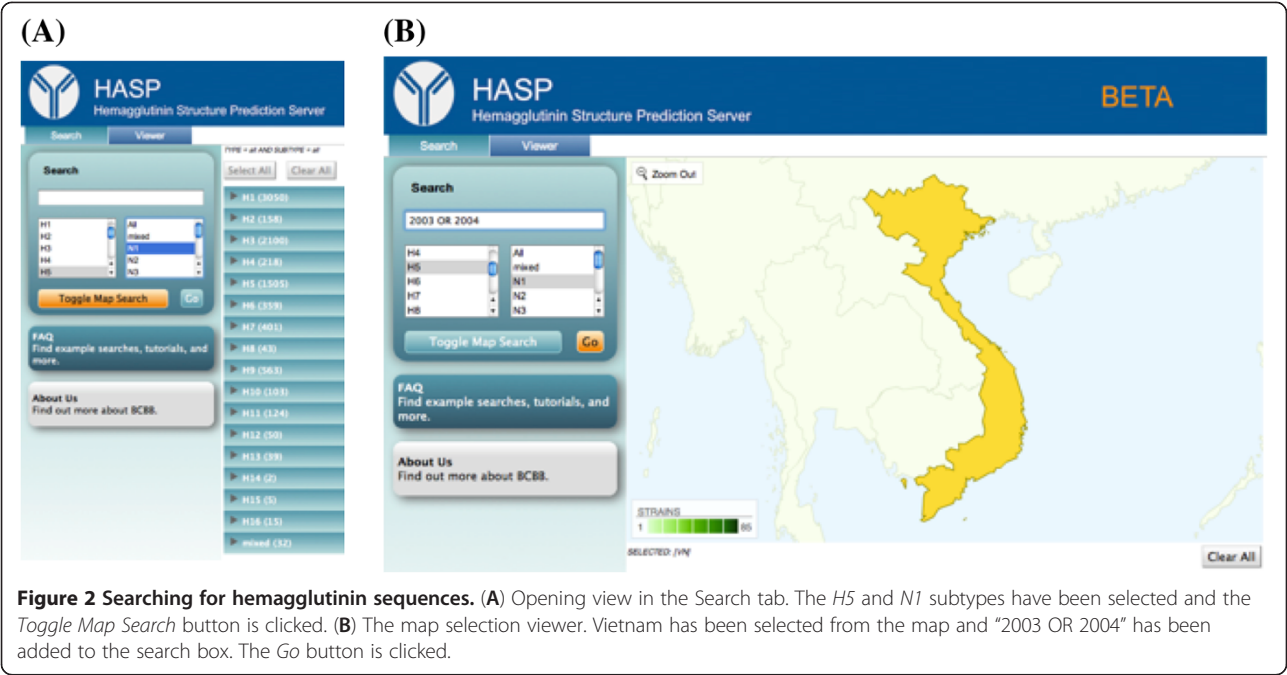 (A)
HASP
Hemagglutinin Structure Prediction Server
Search
Viewer
TYPE = all AND SUBTYPE = all
Search
Select All
Clear All
H1
H2
H3
H4
H5
All
mixed
N1
N2
N3
Toggle Map Search
Go
FAQ
Find example searches, tutorials, and
more.
About Us
Find out more about BCBB.
H1 (3050)
H2 (158)
H3 (2100)
H4 (218)
H5 (1505)
H6 (359)
H7 (401)
H8 (43)
H9 (563)
H10 (103)
H11 (124)
H12 (50)
H13 (39)
H14 (2)
H15 (5)
H16 (15)
mixed (32)
(B)
HASP
Hemagglutinin Structure Prediction Server
BETA
Search
Viewer
Search
2003 OR 2004
H4
H5
H6
H7
H8
All
mixed
N1
N2
N3
Toggle Map Search
Go
FAQ
Find example searches, tutorials, and
more.
About Us
Find out more about BCBB.
Zoom Out
STRAINS
1
85
SELECTED: [VN]
Clear All
Figure 2 Searching for hemagglutinin sequences. (A) Opening view in the Search tab. The H5 and N1 subtypes have been selected and the
Toggle Map Search button is clicked. (B) The map selection viewer. Vietnam has been selected from the map and “2003 OR 2004” has been
added to the search box. The Go button is clicked.